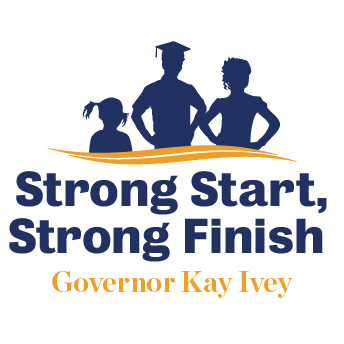 Strong Start,
Strong Finish
Governor Kay Ivey